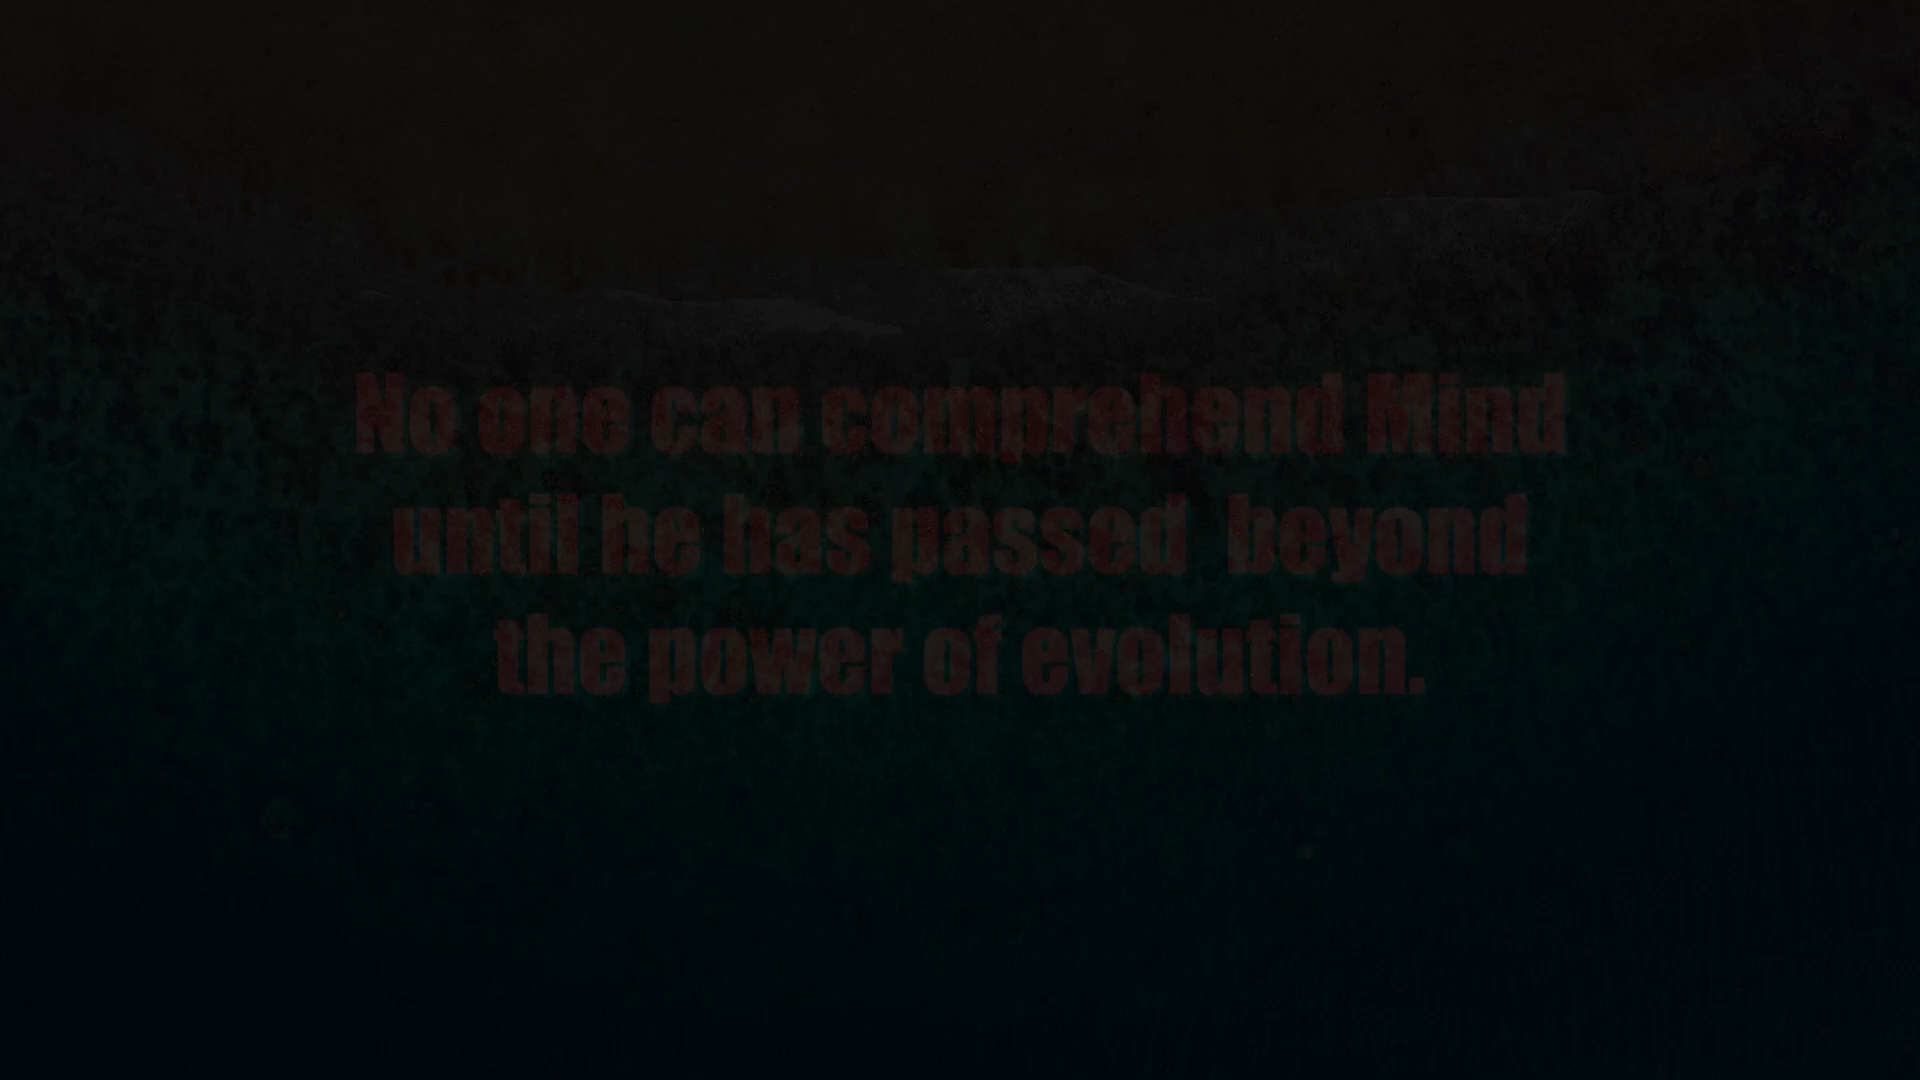 No one can comprehend Mind
until he has passed  beyond
the power of evolution.